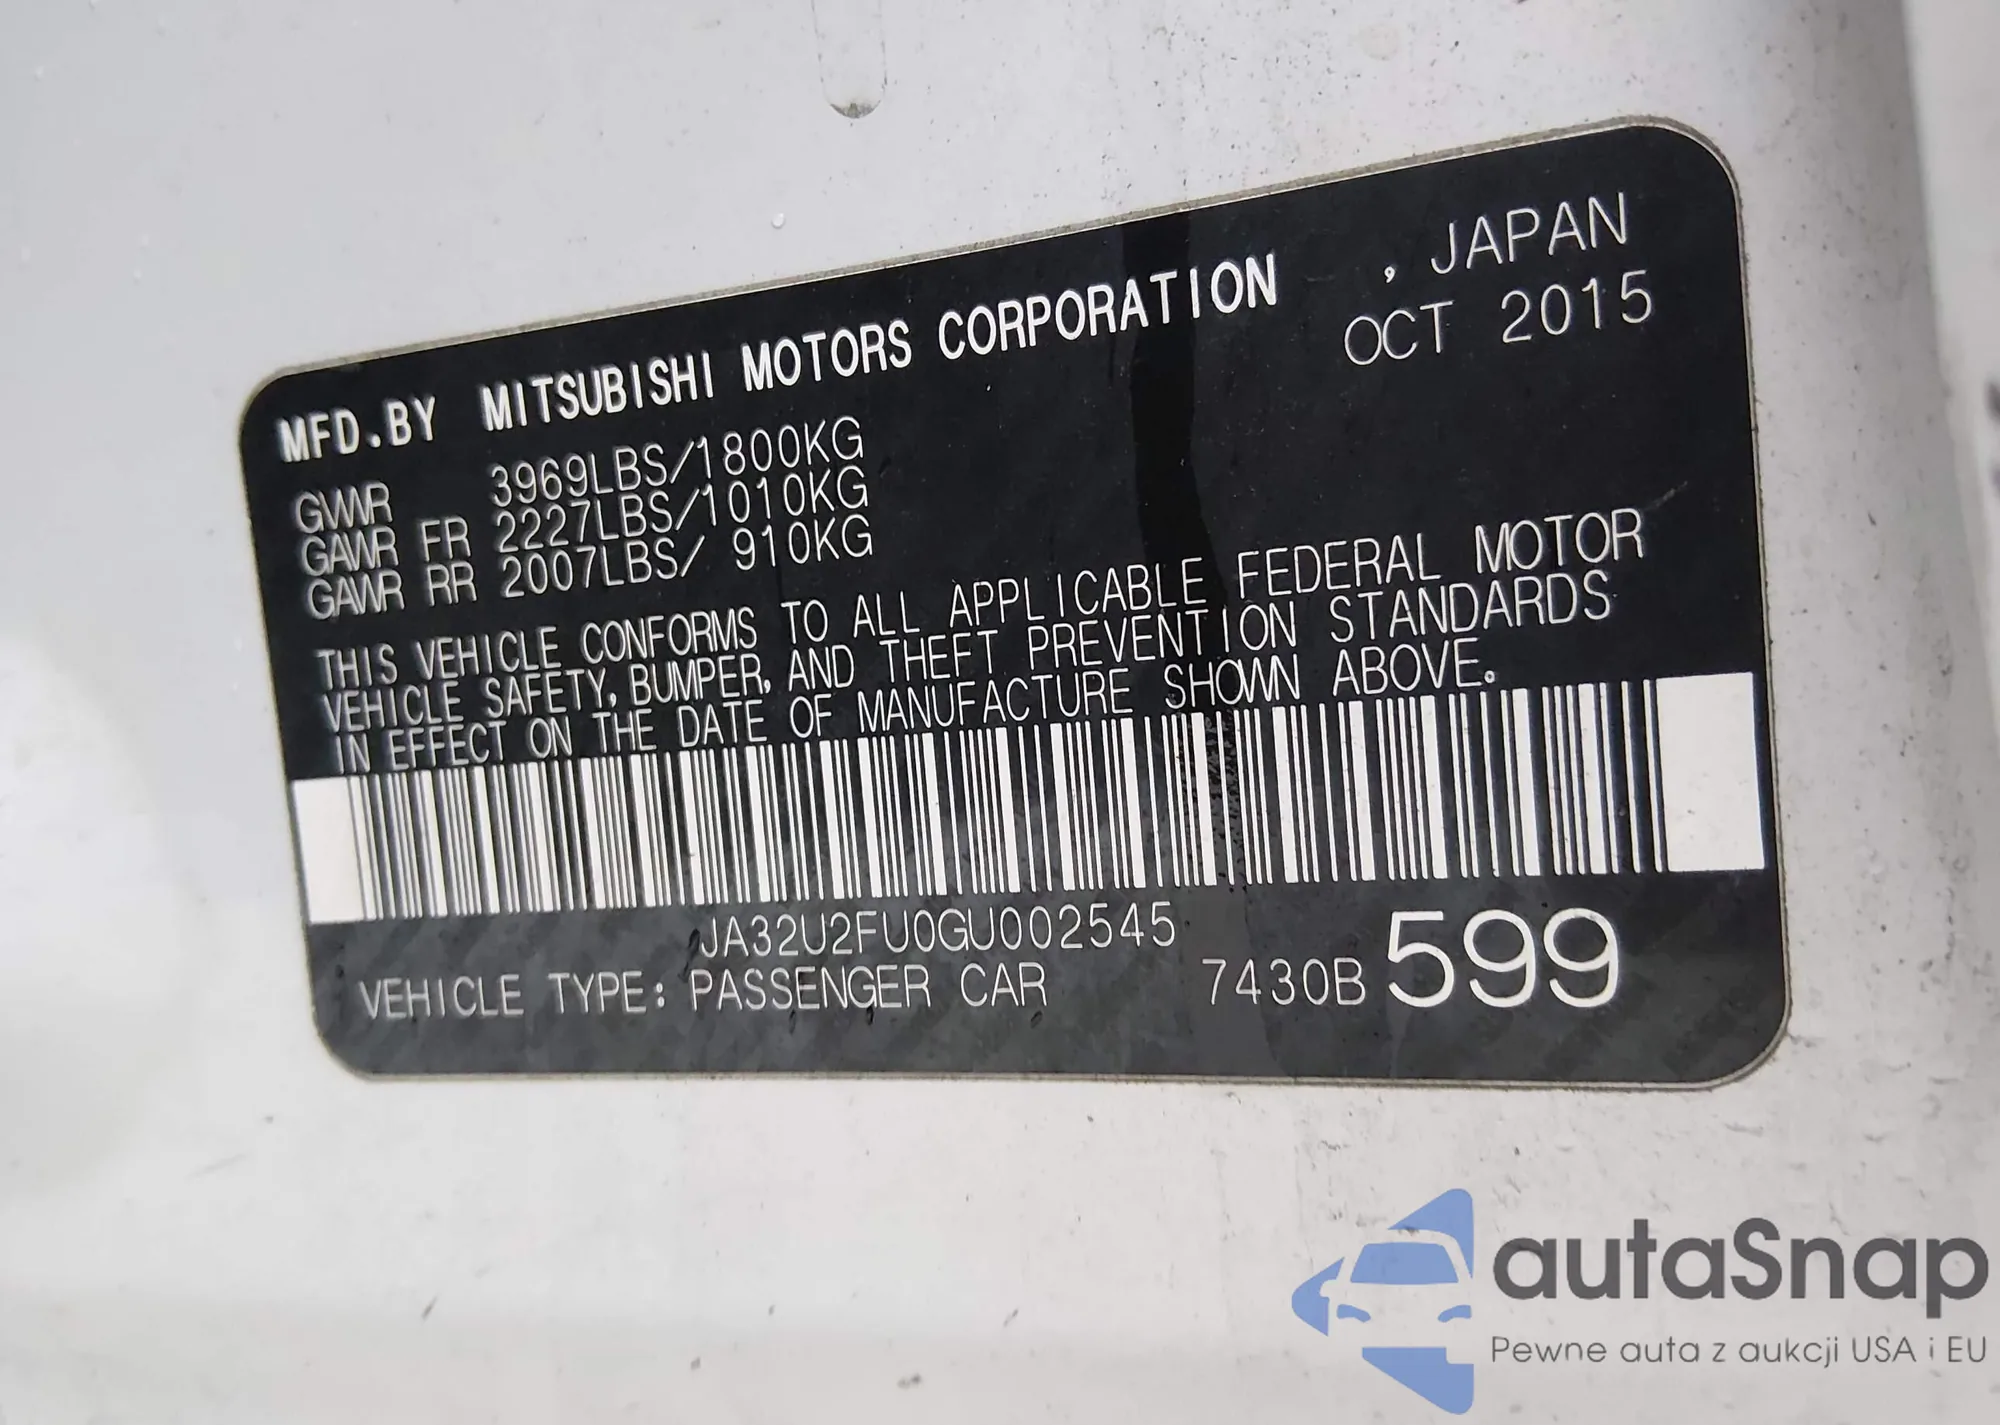 MFD.BY MITSUBISHI MOTORS CORPORATION , JAPAN
OCT 2015
GVWR 3969LBS/1800KG
GAWR FR 2227LBS/1010KG
GAWR RR 2007LBS/ 910KG
THIS VEHICLE CONFORMS TO ALL APPLICABLE FEDERAL MOTOR
VEHICLE SAFETY, BUMPER, AND THEFT PREVENTION STANDARDS
IN EFFECT ON THE DATE OF MANUFACTURE SHOWN ABOVE.
JA32U2FU0GU002545
VEHICLE TYPE: PASSENGER CAR 7430B 599
autaSnap
Pewne auta z aukcji USA i EU